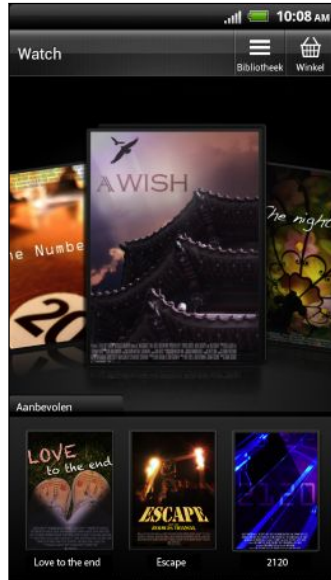 10:08 AM
Watch
Bibliotheek
Winkel
A WISH
e Numbe
20
he night
Aanbevolen
LOVE
to the end
ESCAPE
2120
Love to the end
Escape
2120